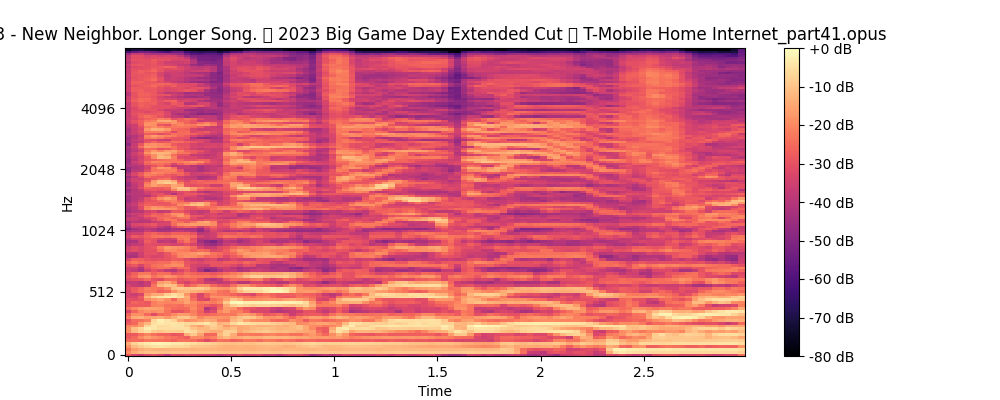 3 - New Neighbor. Longer Song. 2023 Big Game Day Extended Cut T-Mobile Home Internet_part41.opus
+0 dB
4096
-10 dB
-20 dB
2048
-30 dB
Hz
-40 dB
1024
-50 dB
512
-60 dB
-70 dB
0
-80 dB
0 0.5 1 1.5 2 2.5
Time